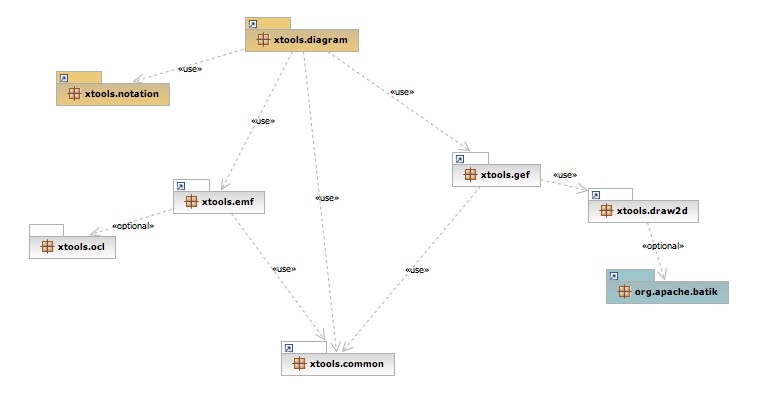 xtools.diagram
«use»
xtools.notation
«use»
«use»
xtools.gef
«use»
xtools.emf
«use»
xtools.draw2d
«optional»
xtools.ocl
«optional»
«use»
«use»
org.apache.batik
xtools.common